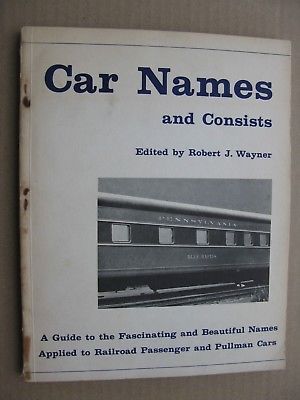 Car Names
and Consists
Edited by Robert J. Wayner
PENNSYLVANIA
A Guide to the Fascinating and Beautiful Names
Applied to Railroad Passenger and Pullman Cars